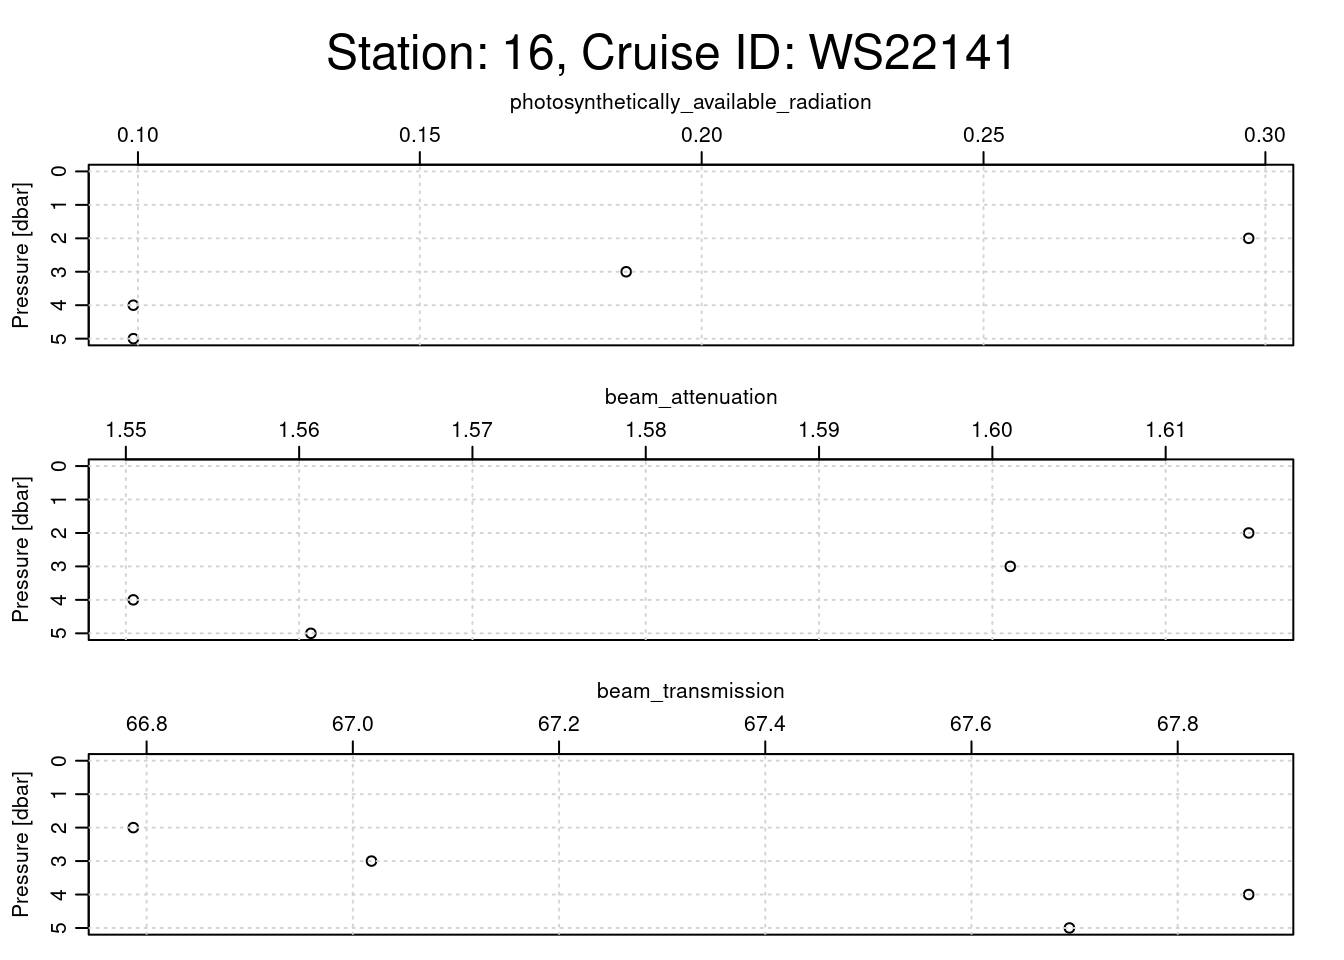 Station: 16, Cruise ID: WS22141
photosynthetically_available_radiation
0.10 0.15 0.20 0.25 0.30
Pressure [dbar]
0
1
2
3
4
5
beam_attenuation
1.55 1.56 1.57 1.58 1.59 1.60 1.61
Pressure [dbar]
0
1
2
3
4
5
beam_transmission
66.8 67.0 67.2 67.4 67.6 67.8
Pressure [dbar]
0
1
2
3
4
5